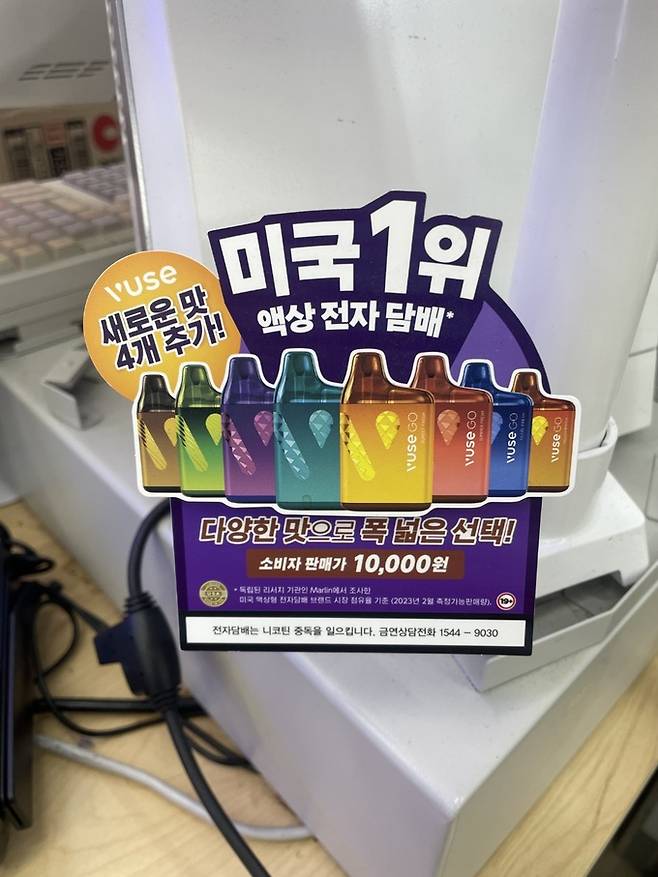 vuse
새로운 맛
4개 추가!
미국 1위
액상 전자 담배*
vuse GO
vuse GO
vuse GO
다양한 맛으로 폭 넓은 선택!
소비자 판매가 10,000원
* 독립된 리서치 기관인 Marlin에서 조사한
미국 액상형 전자담배 브랜드 시장 점유율 기준 (2023년 2월 측정가능판매량).
19+
전자담배는 니코틴 중독을 일으킵니다. 금연상담전화 1544 – 9030